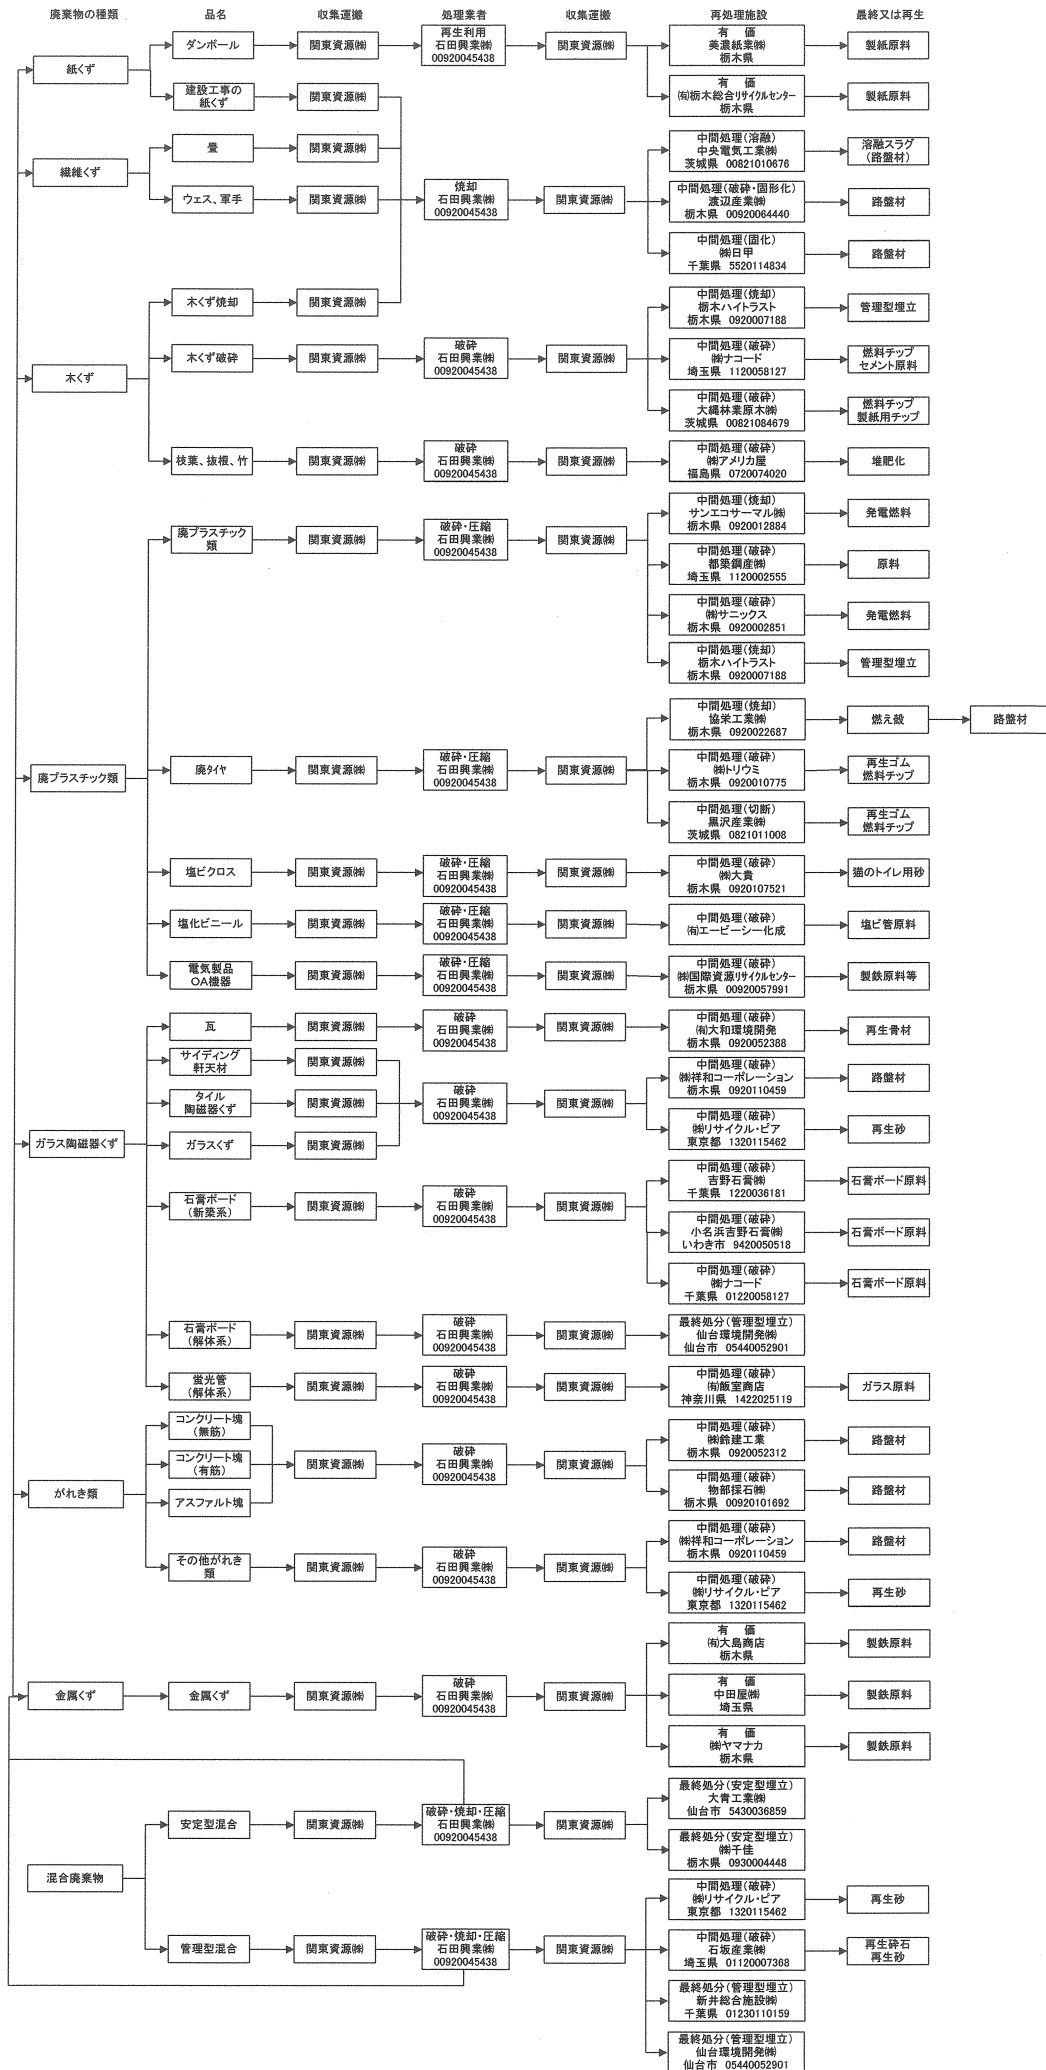 廃棄物の種類 品名 収集運搬 処理業者 収集運搬 再処理施設 最終又は再生
紙くず
ダンボール
関東資源㈱
再生利用
石田興業㈱
00920045438
関東資源㈱
有　価
美濃紙業㈱
栃木県
製紙原料
有　価
㈲栃木総合リサイクルセンター
栃木県
製紙原料
建設工事の
紙くず
関東資源㈱
繊維くず
畳
関東資源㈱
ウェス、軍手
関東資源㈱
焼却
石田興業㈱
00920045438
関東資源㈱
中間処理(溶融)
中央電気工業㈱
茨城県 00821010676
溶融スラグ
(路盤材)
中間処理(破砕・固形化)
渡辺産業㈱
栃木県 00920064440
路盤材
中間処理(固化)
㈱日甲
千葉県 5520114834
路盤材
木くず
木くず焼却
関東資源㈱
木くず破砕
関東資源㈱
破砕
石田興業㈱
00920045438
関東資源㈱
中間処理(焼却)
栃木ハイトラスト
栃木県 0920007188
管理型埋立
中間処理(破砕)
㈱ナコード
埼玉県 1120058127
燃料チップ
セメント原料
中間処理(破砕)
大縄林業原木㈱
茨城県 00821084679
燃料チップ
製紙用チップ
枝葉、抜根、竹
関東資源㈱
破砕
石田興業㈱
00920045438
関東資源㈱
中間処理(破砕)
㈱アメリカ屋
福島県 0720074020
堆肥化
廃プラスチック類
廃プラスチック
類
関東資源㈱
破砕・圧縮
石田興業㈱
00920045438
関東資源㈱
中間処理(焼却)
サンエコサーマル㈱
栃木県 0920012884
発電燃料
中間処理(破砕)
都築鋼産㈱
埼玉県 1120002555
原料
中間処理(破砕)
㈱サニックス
栃木県 0920002851
発電燃料
中間処理(焼却)
栃木ハイトラスト
栃木県 0920007188
管理型埋立
廃タイヤ
関東資源㈱
破砕・圧縮
石田興業㈱
00920045438
関東資源㈱
中間処理(焼却)
協栄工業㈱
栃木県 0920022687
燃え殻
路盤材
中間処理(破砕)
㈱トリウミ
栃木県 0920010775
再生ゴム
燃料チップ
中間処理(切断)
黒沢産業㈱
茨城県 0821011008
再生ゴム
燃料チップ
塩ビクロス
関東資源㈱
破砕・圧縮
石田興業㈱
00920045438
関東資源㈱
中間処理(破砕)
㈱大貴
栃木県 0920107521
猫のトイレ用砂
塩化ビニール
関東資源㈱
破砕・圧縮
石田興業㈱
00920045438
関東資源㈱
中間処理(破砕)
㈲エービーシー化成
塩ビ管原料
電気製品
OA機器
関東資源㈱
破砕・圧縮
石田興業㈱
00920045438
関東資源㈱
中間処理(破砕)
㈱国際資源リサイクルセンター
栃木県 00920057991
製鉄原料等
ガラス陶磁器くず
瓦
関東資源㈱
破砕
石田興業㈱
00920045438
関東資源㈱
中間処理(破砕)
㈲大和環境開発
栃木県 0920052388
再生骨材
サイディング
軒天材
関東資源㈱
タイル
陶磁器くず
関東資源㈱
ガラスくず
関東資源㈱
破砕
石田興業㈱
00920045438
関東資源㈱
中間処理(破砕)
㈱祥和コーポレーション
栃木県 0920110459
路盤材
中間処理(破砕)
㈱リサイクル・ピア
東京都 1320115462
再生砂
石膏ボード
(新築系)
関東資源㈱
破砕
石田興業㈱
00920045438
関東資源㈱
中間処理(破砕)
吉野石膏㈱
千葉県 1220036181
石膏ボード原料
中間処理(破砕)
小名浜吉野石膏㈱
いわき市 9420050518
石膏ボード原料
中間処理(破砕)
㈱ナコード
千葉県 01220058127
石膏ボード原料
石膏ボード
(解体系)
関東資源㈱
破砕
石田興業㈱
00920045438
関東資源㈱
最終処分(管理型埋立)
仙台環境開発㈱
仙台市 05440052901
蛍光管
(解体系)
関東資源㈱
破砕
石田興業㈱
00920045438
関東資源㈱
中間処理(破砕)
㈲飯室商店
神奈川県 1422025119
ガラス原料
がれき類
コンクリート塊
(無筋)
コンクリート塊
(有筋)
アスファルト塊
関東資源㈱
破砕
石田興業㈱
00920045438
関東資源㈱
中間処理(破砕)
㈱鈴建工業
栃木県 0920052312
路盤材
中間処理(破砕)
物部採石㈱
栃木県 00920101692
路盤材
その他がれき
類
関東資源㈱
破砕
石田興業㈱
00920045438
関東資源㈱
中間処理(破砕)
㈱祥和コーポレーション
栃木県 0920110459
路盤材
中間処理(破砕)
㈱リサイクル・ピア
東京都 1320115462
再生砂
金属くず
金属くず
関東資源㈱
破砕
石田興業㈱
00920045438
関東資源㈱
有　価
㈲大島商店
栃木県
製鉄原料
有　価
中田屋㈱
埼玉県
製鉄原料
有　価
㈱ヤマナカ
栃木県
製鉄原料
混合廃棄物
安定型混合
関東資源㈱
破砕・焼却・圧縮
石田興業㈱
00920045438
関東資源㈱
最終処分(安定型埋立)
大青工業㈱
仙台市 5430036859
最終処分(安定型埋立)
㈱千佳
栃木県 0930004448
管理型混合
関東資源㈱
破砕・焼却・圧縮
石田興業㈱
00920045438
関東資源㈱
中間処理(破砕)
㈱リサイクル・ピア
東京都 1320115462
再生砂
中間処理(破砕)
石坂産業㈱
埼玉県 01120007368
再生砕石
再生砂
最終処分(管理型埋立)
新井総合施設㈱
千葉県 01230110159
最終処分(管理型埋立)
仙台環境開発㈱
仙台市 05440052901